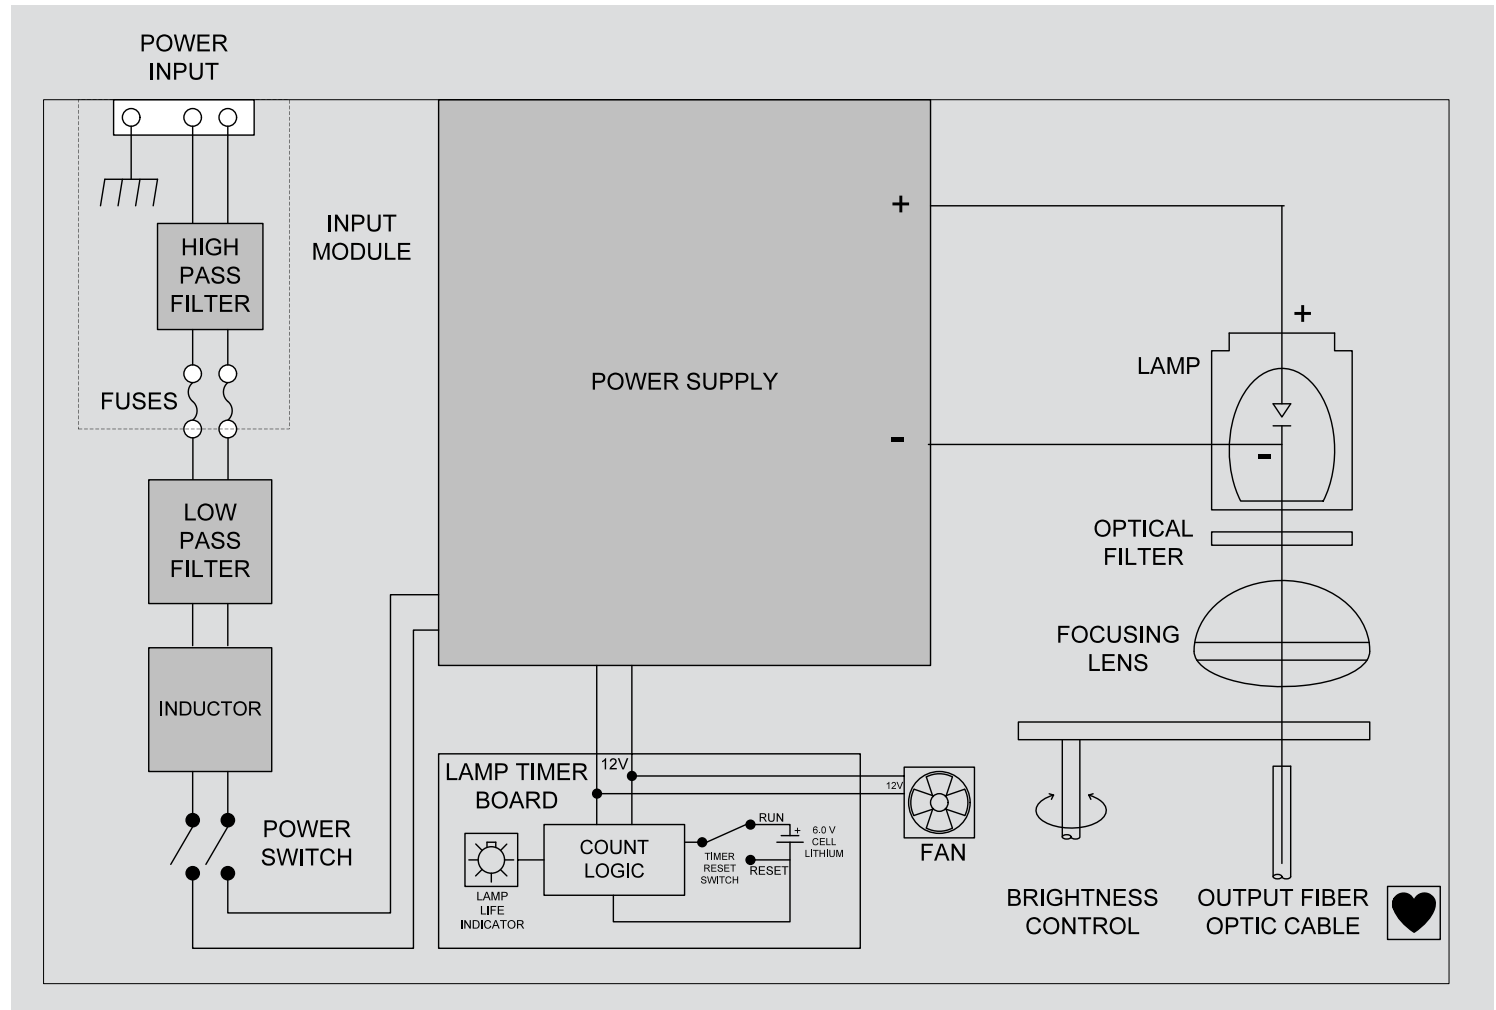 POWER
INPUT
INPUT
MODULE
HIGH
PASS
FILTER
FUSES
LOW
PASS
FILTER
INDUCTOR
POWER
SWITCH
POWER SUPPLY
+
-
+
LAMP
-
OPTICAL
FILTER
FOCUSING
LENS
LAMP TIMER
BOARD
12V
12V
FAN
COUNT
LOGIC
LAMP
LIFE
INDICATOR
RUN
TIMER
RESET
SWITCH
RESET
+
6.0 V
CELL
LITHIUM
BRIGHTNESS
CONTROL
OUTPUT FIBER
OPTIC CABLE